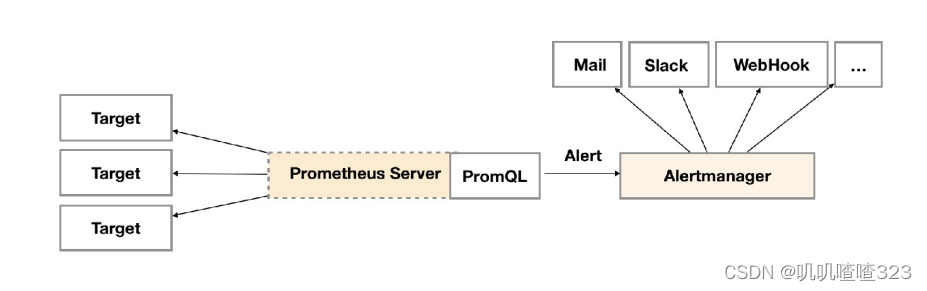 Mail
Slack
WebHook
...
Target
Target
Target
Prometheus Server
PromQL
Alert
Alertmanager
CSDN @叽叽喳喳323